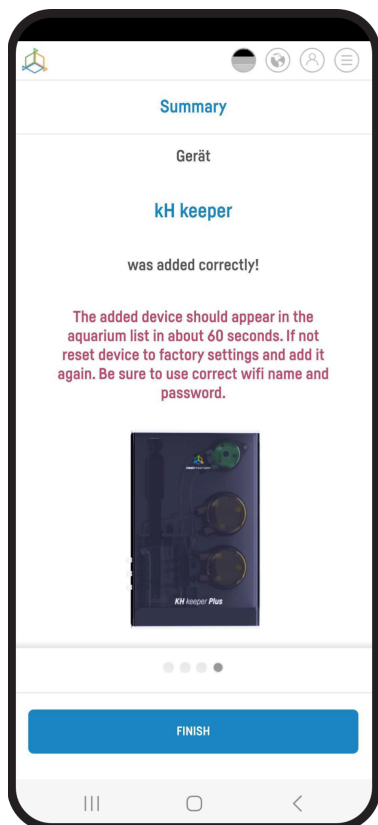 Summary
Gerät
kH keeper
was added correctly!
The added device should appear in the
aquarium list in about 60 seconds. If not
reset device to factory settings and add it
again. Be sure to use correct wifi name and
password.
KH keeper Plus
FINISH